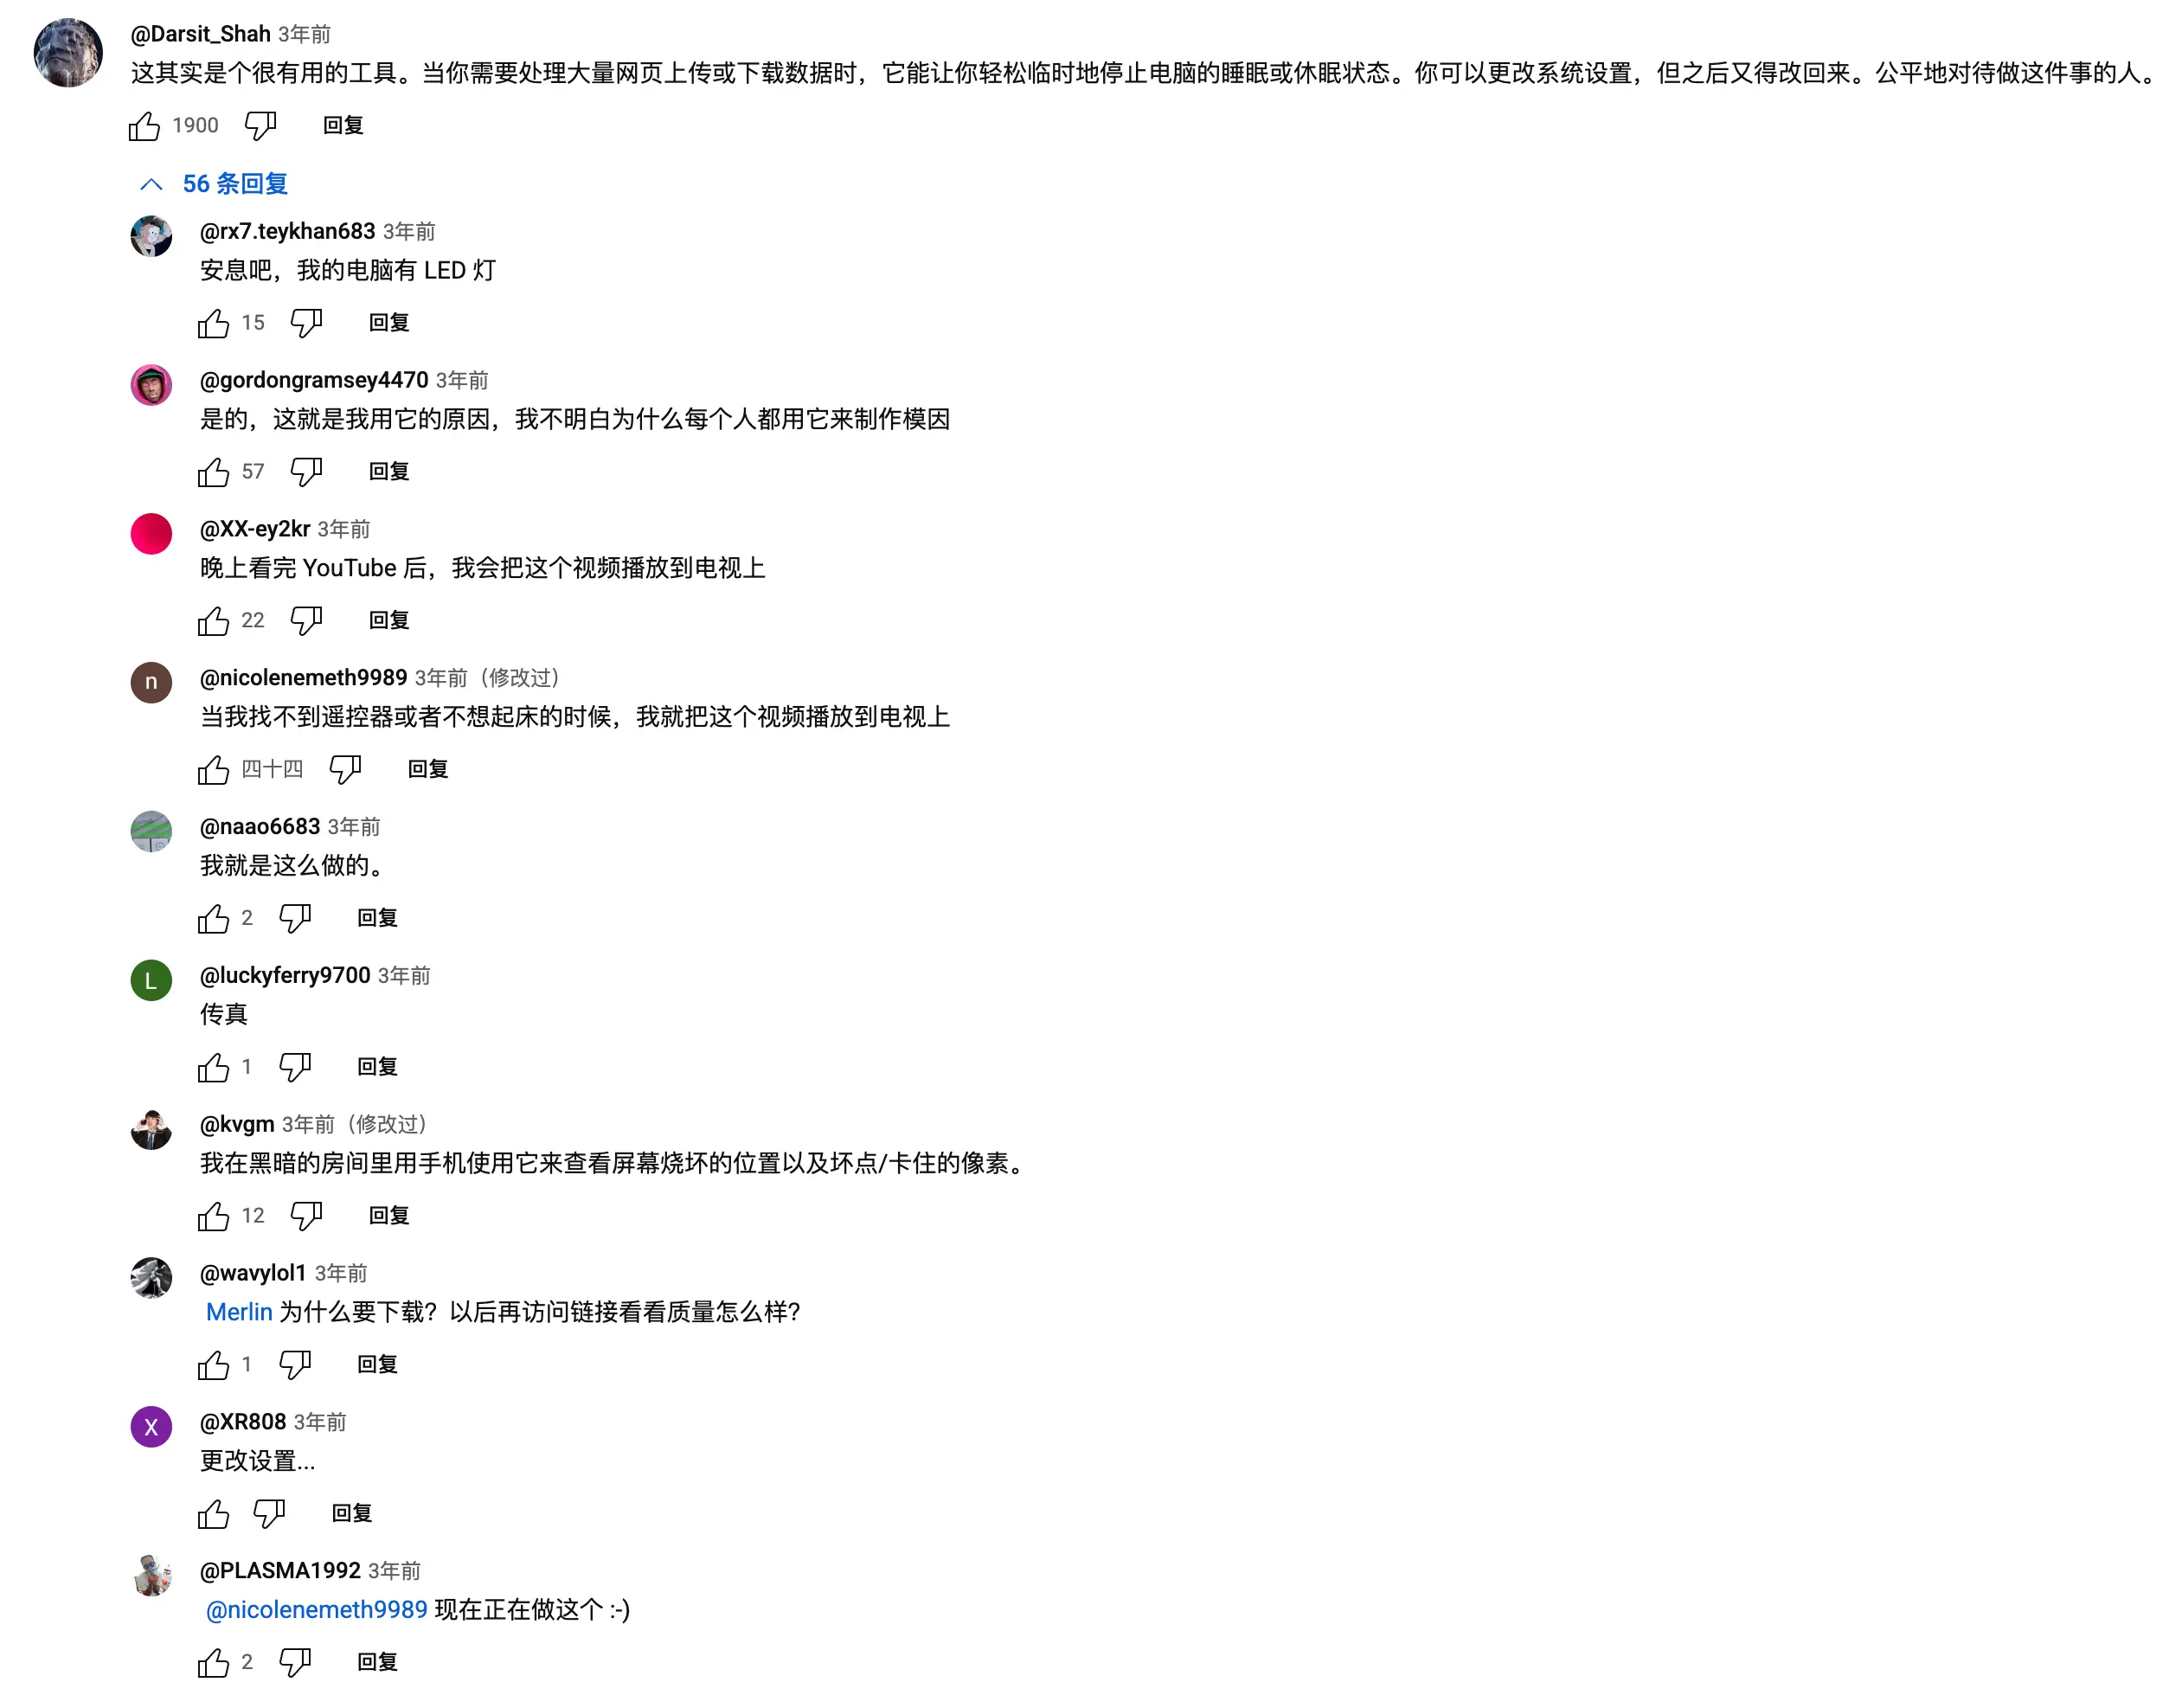 @Darsit_Shah 3年前
这其实是个很有用的工具。当你需要处理大量网页上传或下载数据时，它能让你轻松临时地停止电脑的睡眠或休眠状态。你可以更改系统设置，但之后又得改回来。公平地对待做这件事的人。
1900 回复
56 条回复
@rx7.teykhan683 3年前
安息吧，我的电脑有 LED 灯
15 回复
@gordongramsey4470 3年前
是的，这就是我用它的原因，我不明白为什么每个人都用它来制作模因
57 回复
@XX-ey2kr 3年前
晚上看完 YouTube 后，我会把这个视频播放到电视上
22 回复
n @nicolenemeth9989 3年前（修改过）
当我找不到遥控器或者不想起床的时候，我就把这个视频播放到电视上
四十四 回复
@naao6683 3年前
我就是这么做的。
2 回复
L @luckyferry9700 3年前
传真
1 回复
@kvgm 3年前（修改过）
我在黑暗的房间里用手机使用它来查看屏幕烧坏的位置以及坏点/卡住的像素。
12 回复
@wavylol1 3年前
Merlin 为什么要下载？以后再访问链接看看质量怎么样？
1 回复
X @XR808 3年前
更改设置...
回复
@PLASMA1992 3年前
@nicolenemeth9989 现在正在做这个 :-)
2 回复